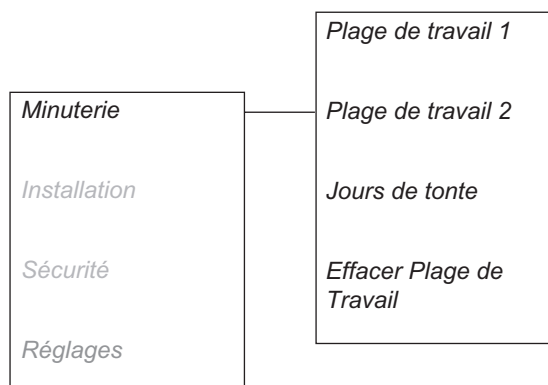 Minuterie
Installation
Sécurité
Réglages
Plage de travail 1
Plage de travail 2
Jours de tonte
Effacer Plage de
Travail